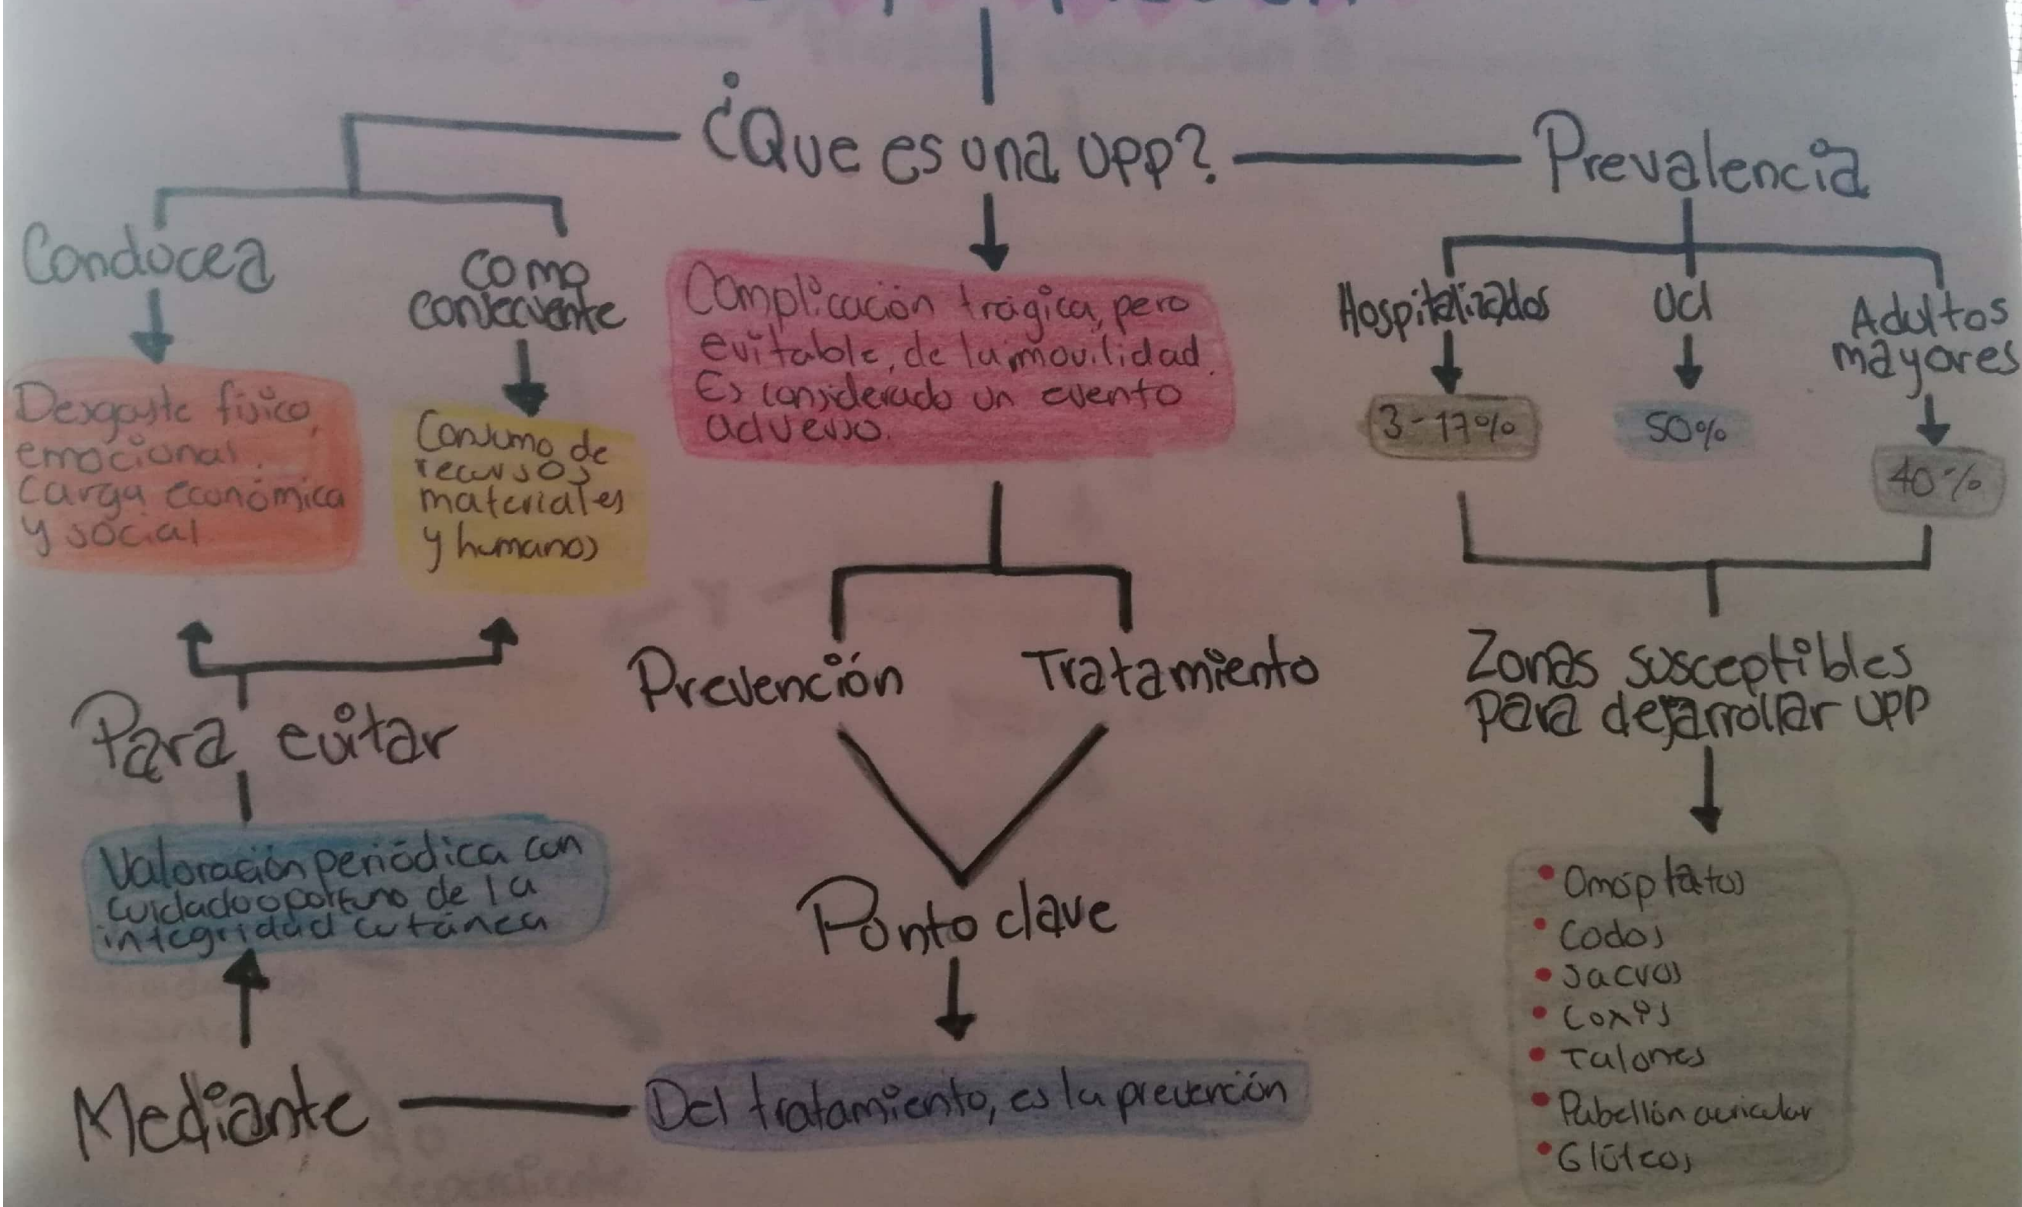 ¿Que es una UPP?
Prevalencia
Conduce a
como
consecuente
Desgaste físico,
emocional,
carga económica
y social
Consumo de
recursos
materiales
y humanos
Complicación trágica, pero
evitable, de la movilidad.
Es considerado un evento
adverso.
Hospitalizados
UCI
Adultos
mayores
3-17%
50%
40%
Para evitar
Prevención
Tratamiento
Zonas susceptibles
para desarrollar UPP
Valoración periódica con
cuidado oportuno de la
integridad cutánea
Punto clave
• Omóplatos
• Codos
• Sacros
• Coxis
• Talones
• Pabellón auricular
• Glúteos
Mediante
Del tratamiento, es la prevención